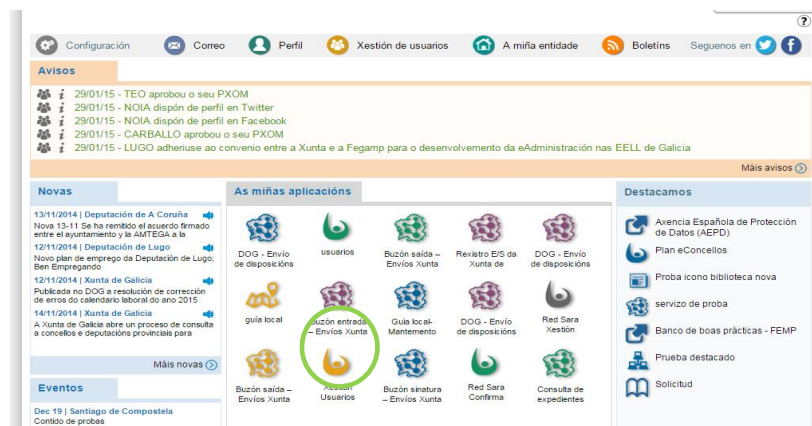 ?
Configuración
Correo
Perfil
Xestión de usuarios
A miña entidade
Boletíns
Seguenos en
Avisos
29/01/15 - TEO aprobou o seu PXOM
29/01/15 - NOIA dispón de perfil en Twitter
29/01/15 - NOIA dispón de perfil en Facebook
29/01/15 - CARBALLO aprobou o seu PXOM
29/01/15 - LUGO adheriuse ao convenio entre a Xunta e a Fegamp para o desenvolvemento da eAdministración nas EELL de Galicia
Máis avisos
Novas
13/11/2014 | Deputación de A Coruña
Nova 13-11 Se ha remitido el acuerdo firmado
entre el ayuntamiento y la AMTEGA a la
12/11/2014 | Deputación de Lugo
Novo plan de emprego da Deputación de Lugo;
Ben Empregando
12/11/2014 | Xunta de Galicia
Publicada no DOG a resolución de corrección
de erros do calendario laboral do ano 2015
14/11/2014 | Xunta de Galicia
A Xunta de Galicia abre un proceso de consulta
a concellos e deputacións provinciais para
Máis novas
Eventos
Dec 19 | Santiago de Compostela
Contido de probas
As miñas aplicacións
DOG - Envío
de disposicións
usuarios
Buzón saída –
Envíos Xunta
Rexistro E/S da
Xunta de
DOG - Envío
de disposicións
guía local
Buzón entrada
– Envíos Xunta
Guia local-
Mantemento
DOG - Envío
de disposicións
Red Sara
Xestión
Buzón saída –
Envíos Xunta
Xestión
Usuarios
Buzón sinatura
– Envíos Xunta
Red Sara
Confirma
Consulta de
expedientes
Destacamos
Axencia Española de Protección
de Datos (AEPD)
Plan eConcellos
Proba icono biblioteca nova
servizo de proba
Banco de boas prácticas - FEMP
Prueba destacado
Solicitud